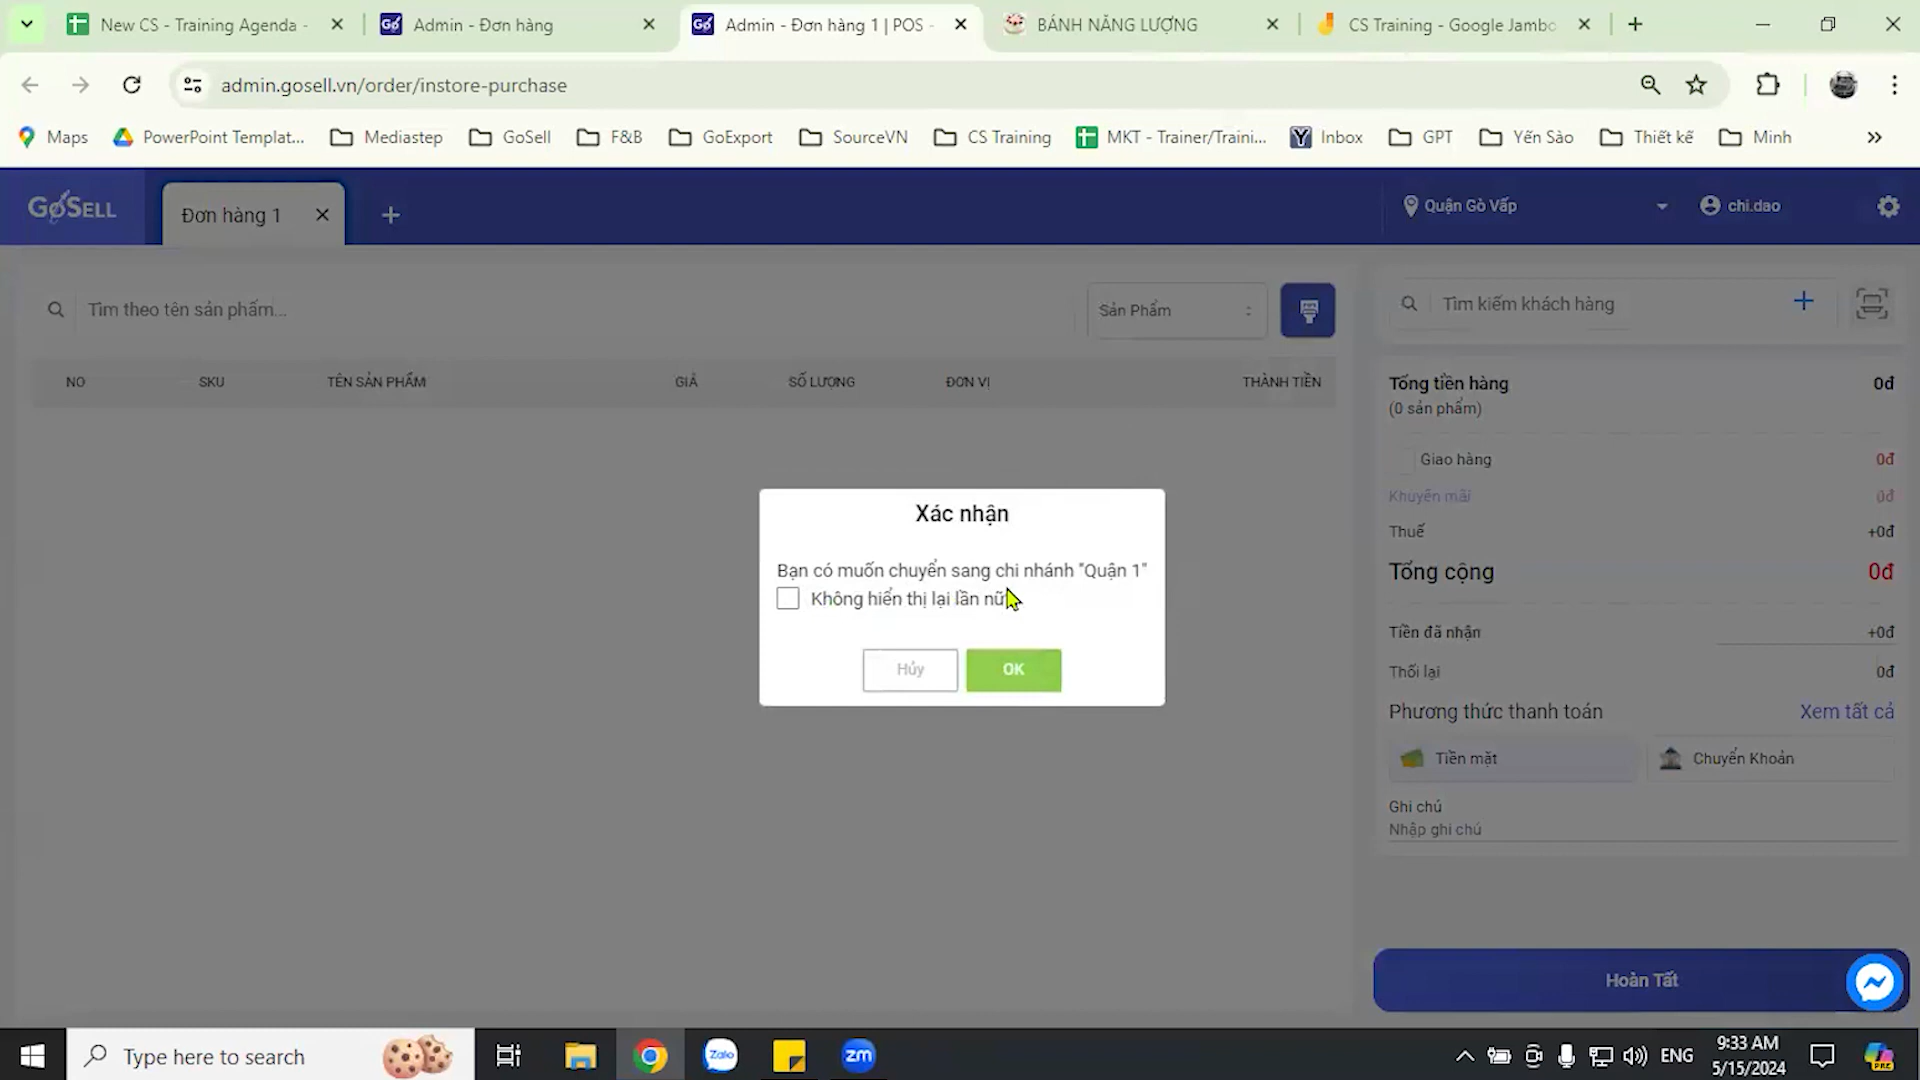 New CS - Training Agenda -
Admin - Đơn hàng
Admin - Đơn hàng 1 | POS -
BÁNH NĂNG LƯỢNG
CS Training - Google Jambo
admin.gosell.vn/order/instore-purchase
Maps
PowerPoint Templat...
Mediastep
GoSell
F&B
GoExport
SourceVN
CS Training
MKT - Trainer/Traini...
Inbox
GPT
Yến Sào
Thiết kế
Minh
GoSELL
Đơn hàng 1
Quận Gò Vấp
chi.dao
Tìm theo tên sản phẩm...
Sản Phẩm
Tìm kiếm khách hàng
NO SKU TÊN SẢN PHẨM GIÁ SỐ LƯỢNG ĐƠN VỊ THÀNH TIỀN
Tổng tiền hàng 0đ
(0 sản phẩm)
Giao hàng 0đ
Khuyến mãi 0đ
Thuế +0đ
Tổng cộng 0đ
Tiền đã nhận +0đ
Thối lại 0đ
Phương thức thanh toán Xem tất cả
Tiền mặt
Chuyển Khoản
Ghi chú
Nhập ghi chú
Hoàn Tất
Xác nhận
Bạn có muốn chuyển sang chi nhánh "Quận 1"
Không hiển thị lại lần
Hủy
OK
Type here to search
Zalo
zm
ENG
9:33 AM
5/15/2024
PRE